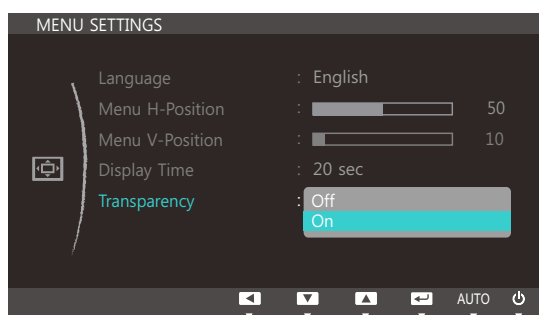 MENU SETTINGS
Language : English
Menu H-Position : 50
Menu V-Position : 10
Display Time : 20 sec
Transparency : Off
On
AUTO